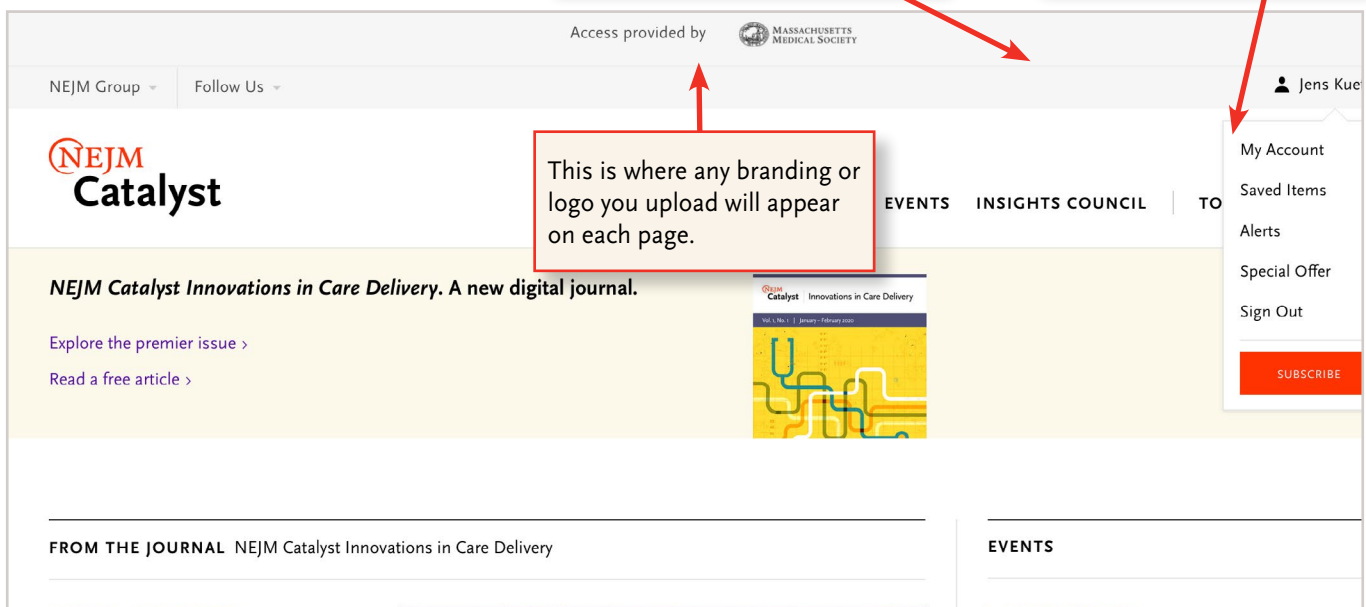 Access provided by
MASSACHUSETTS
MEDICAL SOCIETY
NEJM Group
Follow Us
Jens Kue
NEJM
Catalyst
This is where any branding or
logo you upload will appear
on each page.
EVENTS INSIGHTS COUNCIL TO
My Account
Saved Items
Alerts
Special Offer
Sign Out
SUBSCRIBE
NEJM Catalyst Innovations in Care Delivery. A new digital journal.
Explore the premier issue >
Read a free article >
NEJM
Catalyst Innovations in Care Delivery
Vol. 1, No. 1 | January – February 2020
FROM THE JOURNAL NEJM Catalyst Innovations in Care Delivery
EVENTS